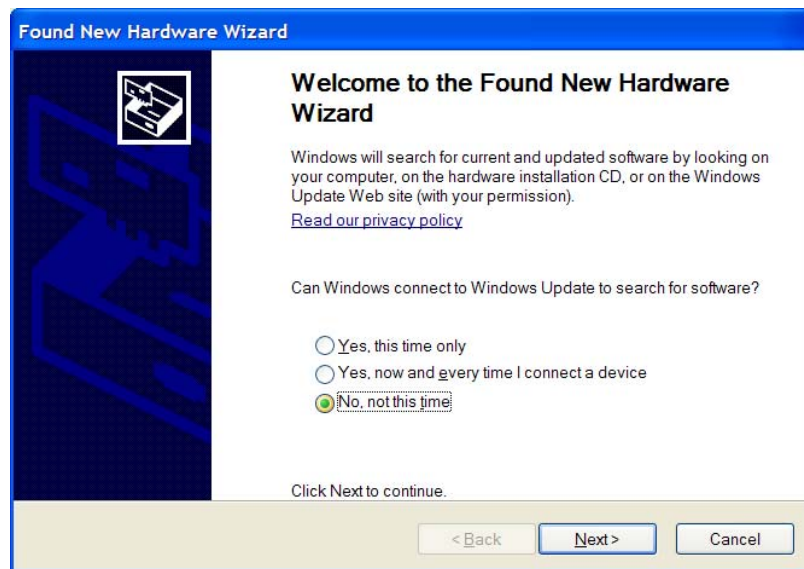 Found New Hardware Wizard
Welcome to the Found New Hardware
Wizard
Windows will search for current and updated software by looking on
your computer, on the hardware installation CD, or on the Windows
Update Web site (with your permission).
Read our privacy policy
Can Windows connect to Windows Update to search for software?
Yes, this time only
Yes, now and every time I connect a device
No, not this time
Click Next to continue.
< Back
Next >
Cancel